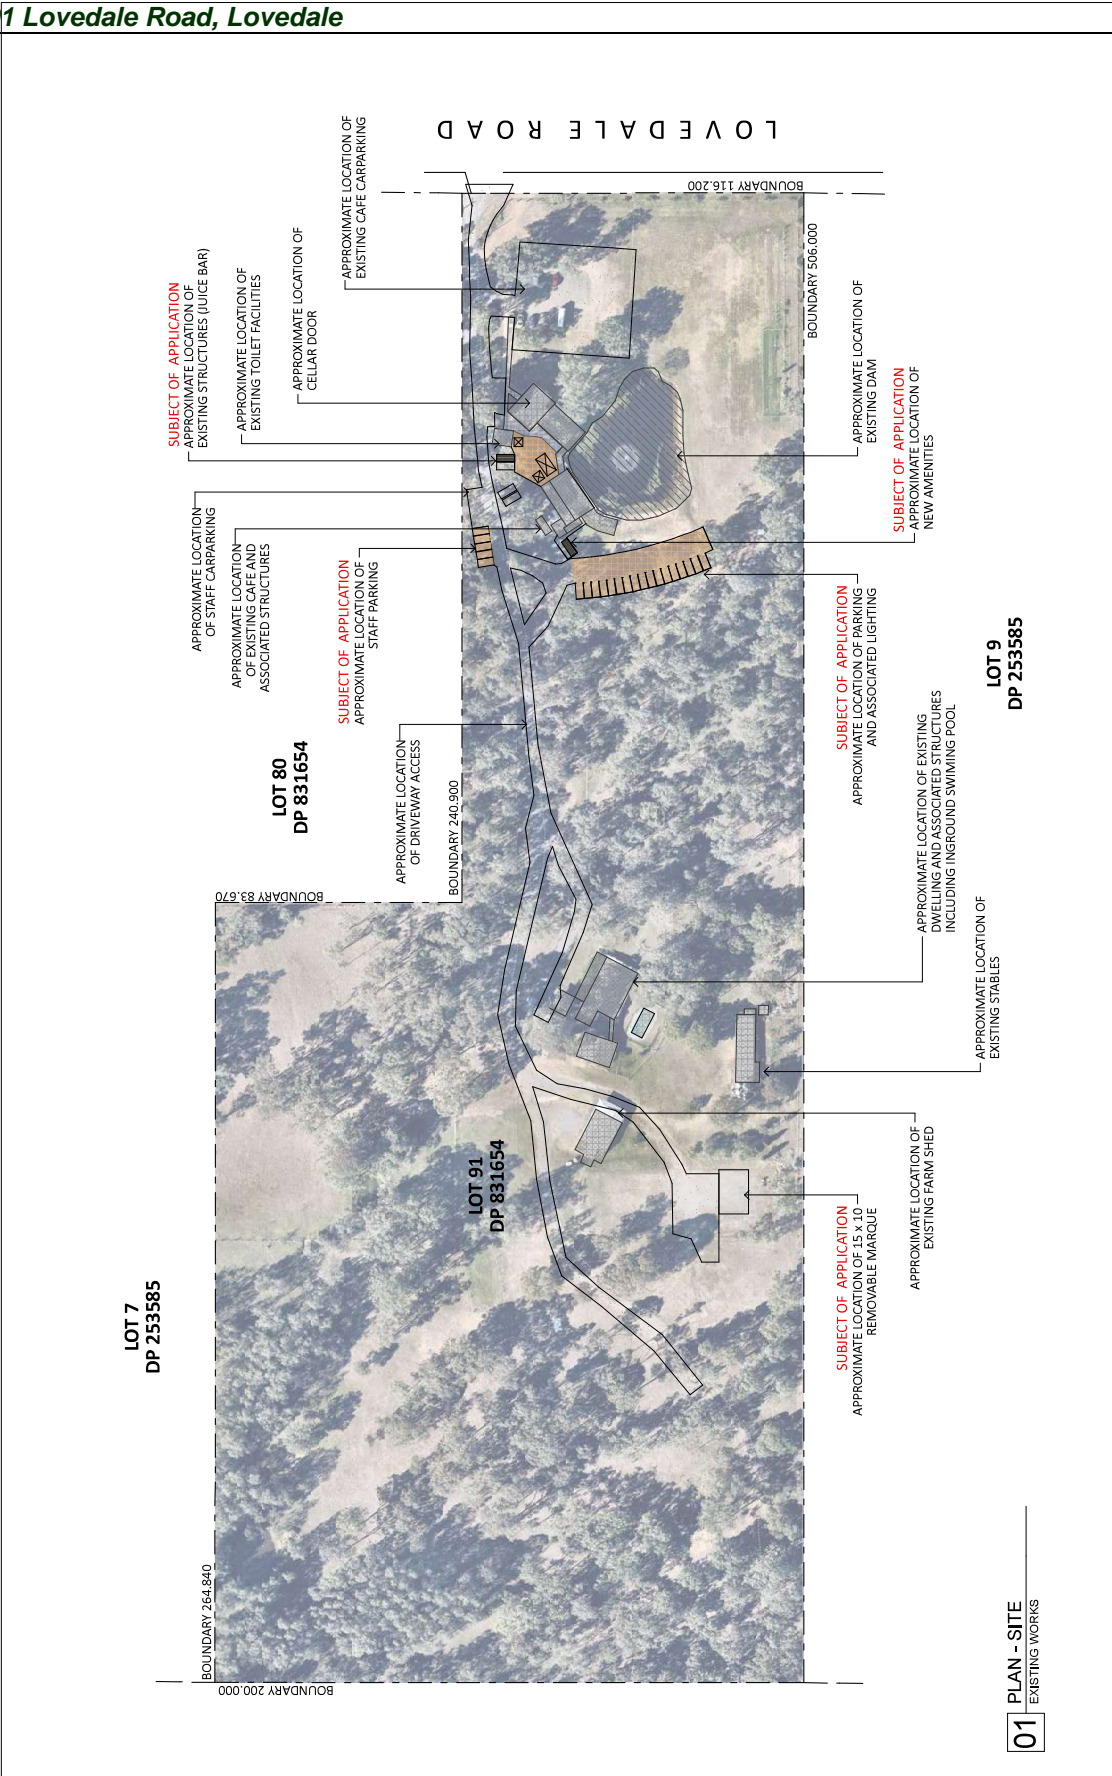 1 Lovedale Road, Lovedale
LOVEDALE ROAD
BOUNDARY 116.200
APPROXIMATE LOCATION OF
EXISTING CAFE CARPARKING
APPROXIMATE LOCATION OF
CELLAR DOOR
APPROXIMATE LOCATION OF
EXISTING TOILET FACILITIES
SUBJECT OF APPLICATION
APPROXIMATE LOCATION OF
EXISTING STRUCTURES (JUICE BAR)
BOUNDARY 506.000
APPROXIMATE LOCATION OF
EXISTING DAM
SUBJECT OF APPLICATION
APPROXIMATE LOCATION OF
NEW AMENITIES
APPROXIMATE LOCATION
OF STAFF CARPARKING
APPROXIMATE LOCATION
OF EXISTING CAFE AND
ASSOCIATED STRUCTURES
SUBJECT OF APPLICATION
APPROXIMATE LOCATION OF
STAFF PARKING
SUBJECT OF APPLICATION
APPROXIMATE LOCATION OF PARKING
AND ASSOCIATED LIGHTING
LOT 9
DP 253585
LOT 80
DP 831654
APPROXIMATE LOCATION
OF DRIVEWAY ACCESS
BOUNDARY 240.900
BOUNDARY 83.670
APPROXIMATE LOCATION OF EXISTING
DWELLING AND ASSOCIATED STRUCTURES
INCLUDING INGROUND SWIMING POOL
APPROXIMATE LOCATION OF
EXISTING STABLES
LOT 91
DP 831654
APPROXIMATE LOCATION OF
EXISTING FARM SHED
SUBJECT OF APPLICATION
APPROXIMATE LOCATION OF 15 x 10
REMOVABLE MARQUE
LOT 7
DP 253585
BOUNDARY 264.840
BOUNDARY 200.000
01
PLAN - SITE
EXISTING WORKS